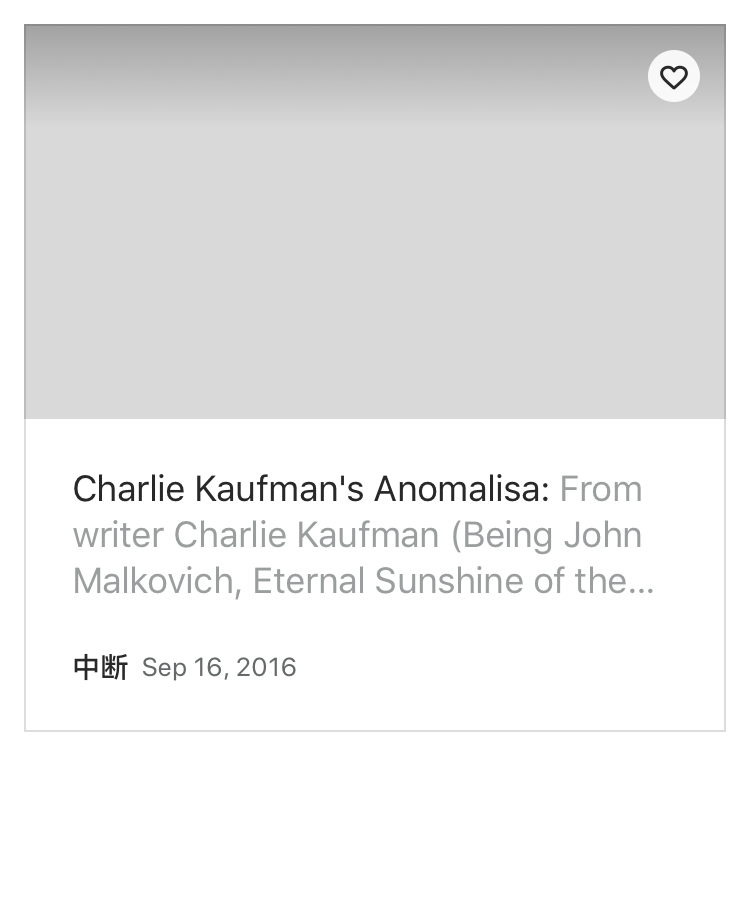 Charlie Kaufman's Anomalisa: From
writer Charlie Kaufman (Being John
Malkovich, Eternal Sunshine of the...
中断 Sep 16, 2016